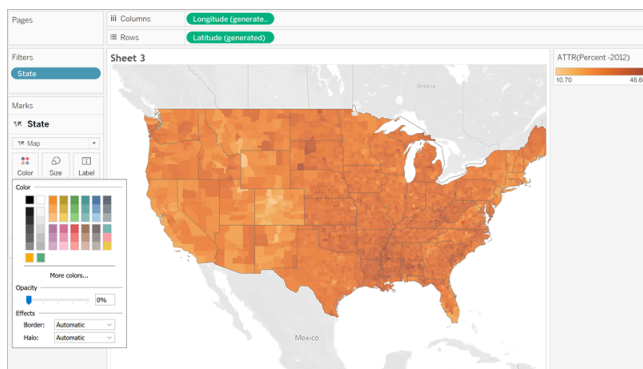 Pages
Columns
Longitude (generate..
Rows
Latitude (generated)
Filters
State
Sheet 3
ATTR(Percent -2012)
10.70
Marks
State
Map
Color
Size
Label
Color
More colors...
Opacity
0%
Effects
Border:
Automatic
Halo:
Automatic
Mexico